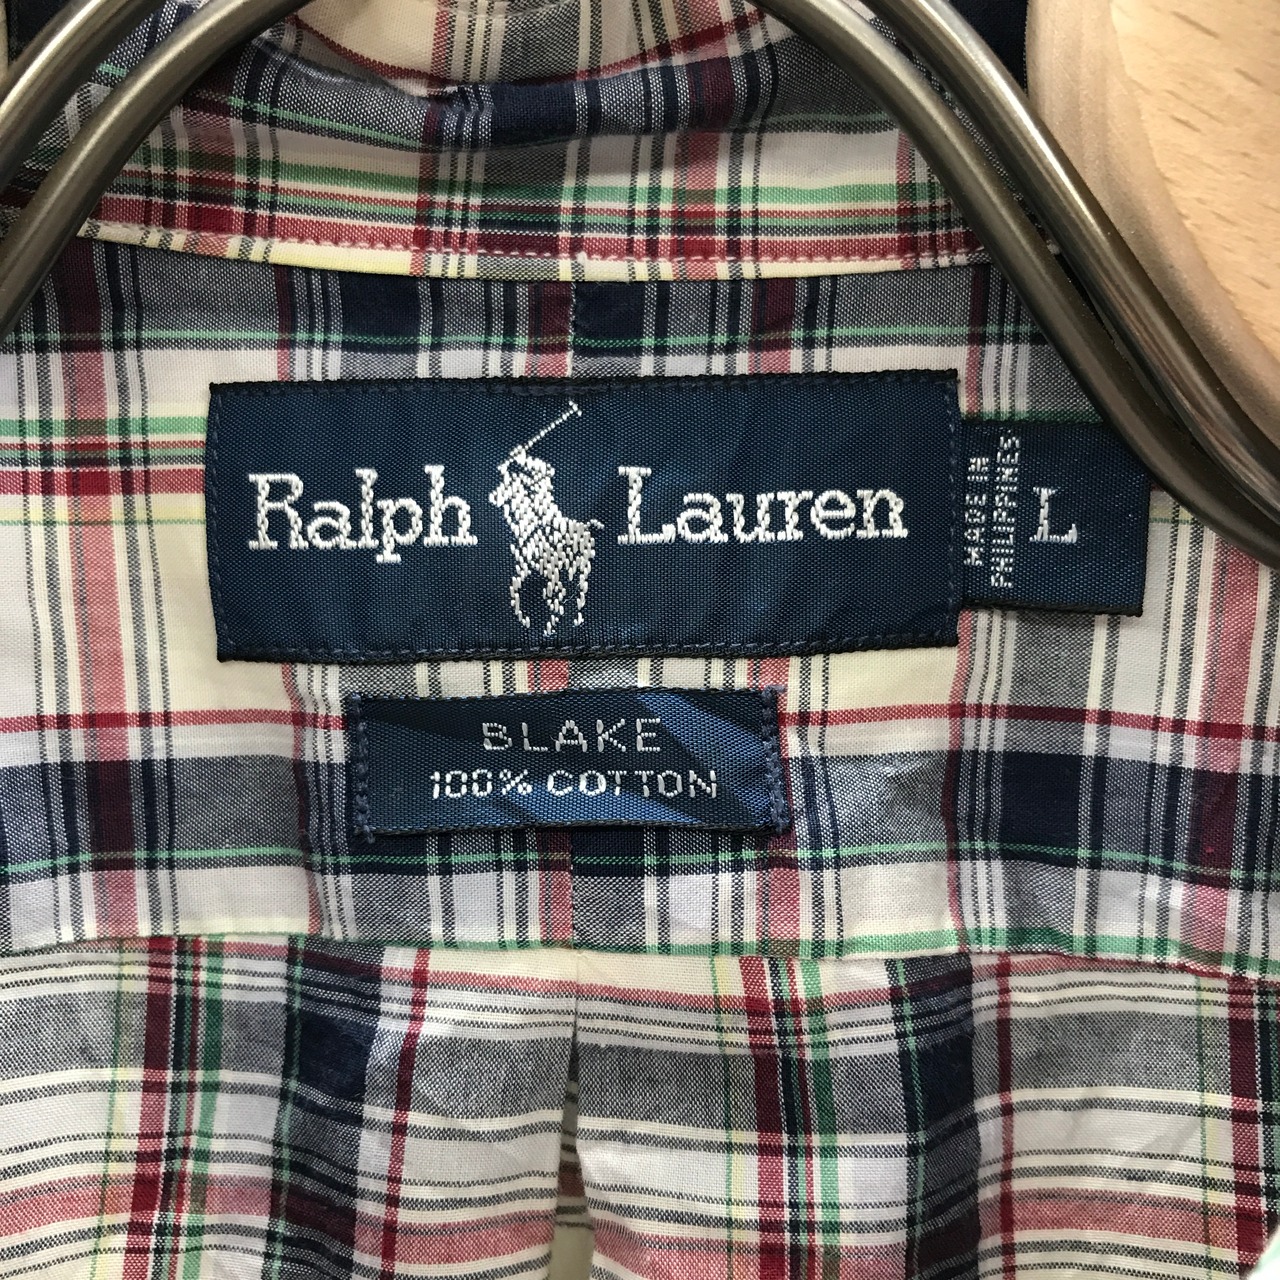 Ralph Lauren
MADE IN
PHILIPPINES
L
BLAKE
100% COTTON